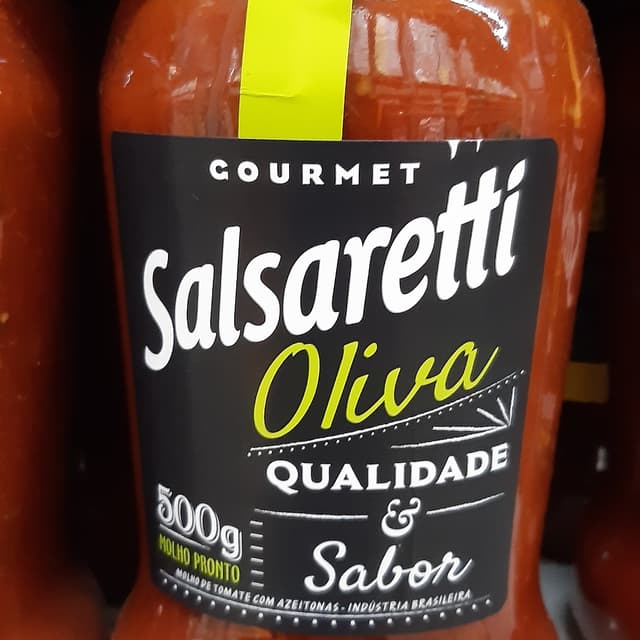 GOURMET
Salsaretti
Oliva
QUALIDADE
&
Sabor
500g
MOLHO PRONTO
MOLHO DE TOMATE COM AZEITONAS - INDÚSTRIA BRASILEIRA